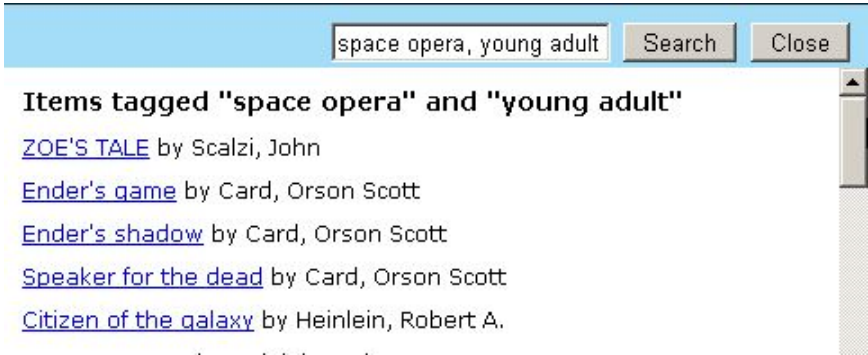 space opera, young adult Search Close
Items tagged "space opera" and "young adult"
ZOE'S TALE by Scalzi, John
Ender's game by Card, Orson Scott
Ender's shadow by Card, Orson Scott
Speaker for the dead by Card, Orson Scott
Citizen of the galaxy by Heinlein, Robert A.